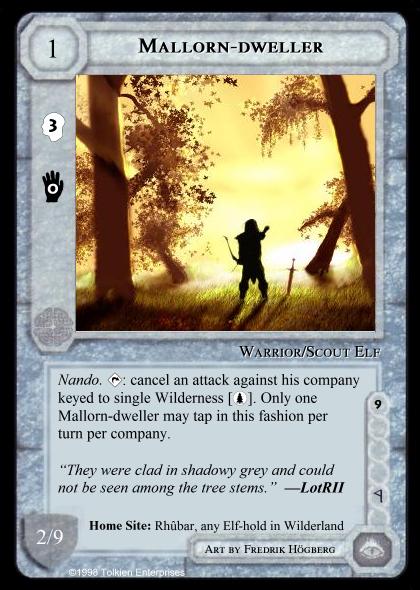 1
MALLORN-DWELLER
3
WARRIOR/SCOUT ELF
Nando. : cancel an attack against his company
keyed to single Wilderness [ ]. Only one
Mallorn-dweller may tap in this fashion per
turn per company.
9
“They were clad in shadowy grey and could
not be seen among the tree stems.” —LotRII
Home Site: Rhûbar, any Elf-hold in Wilderland
2/9
ART BY FREDRIK HÖGBERG
©1998 Tolkien Enterprises